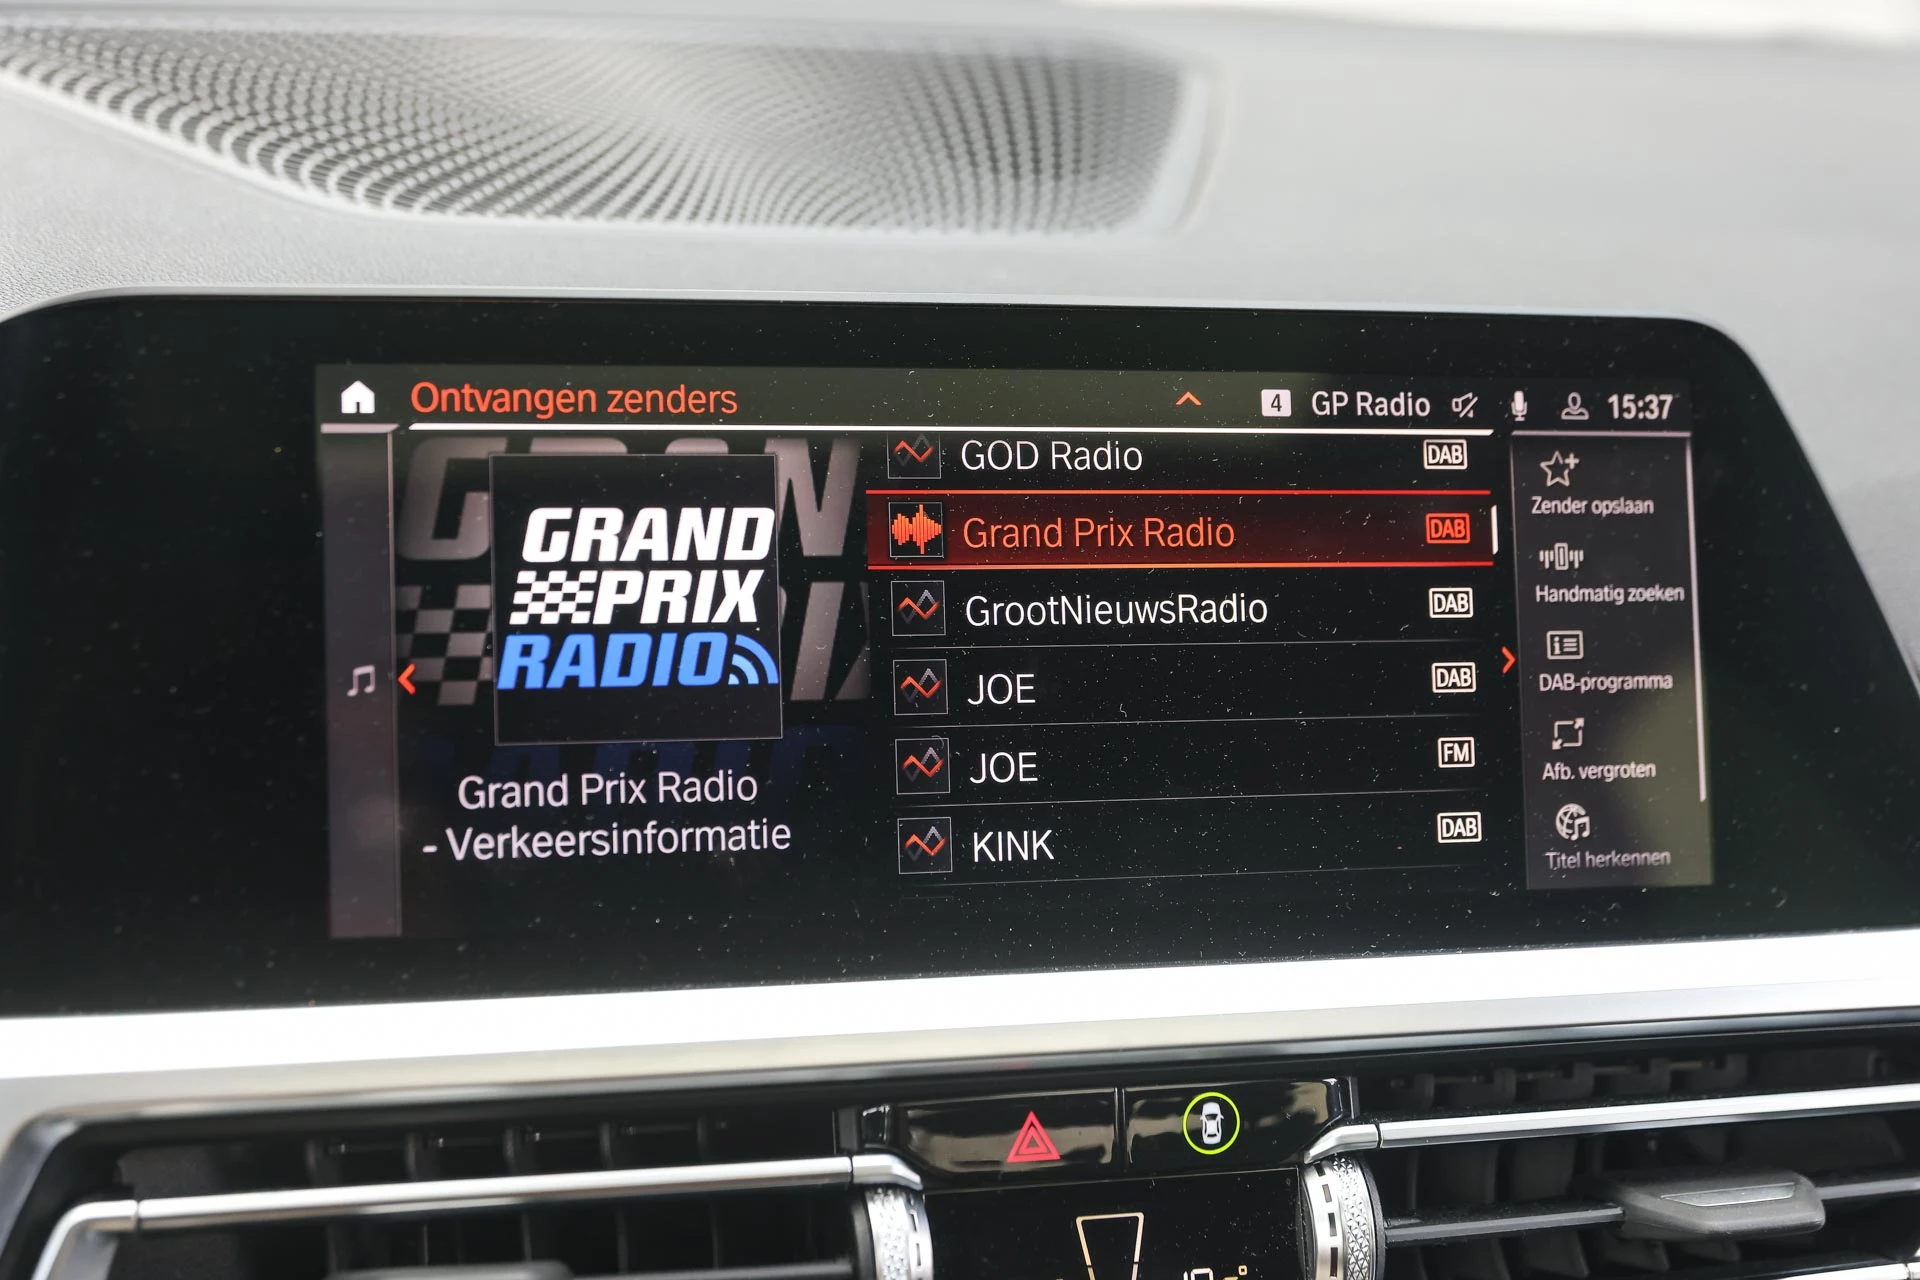 Ontvangen zenders
4 GP Radio 15:37
GRAND
PRIX
RADIO
Grand Prix Radio
- Verkeersinformatie
GOD Radio DAB
Grand Prix Radio DAB
GrootNieuwsRadio DAB
JOE DAB
JOE FM
KINK DAB
Zender opslaan
Handmatig zoeken
DAB-programma
Afb. vergroten
Titel herkennen